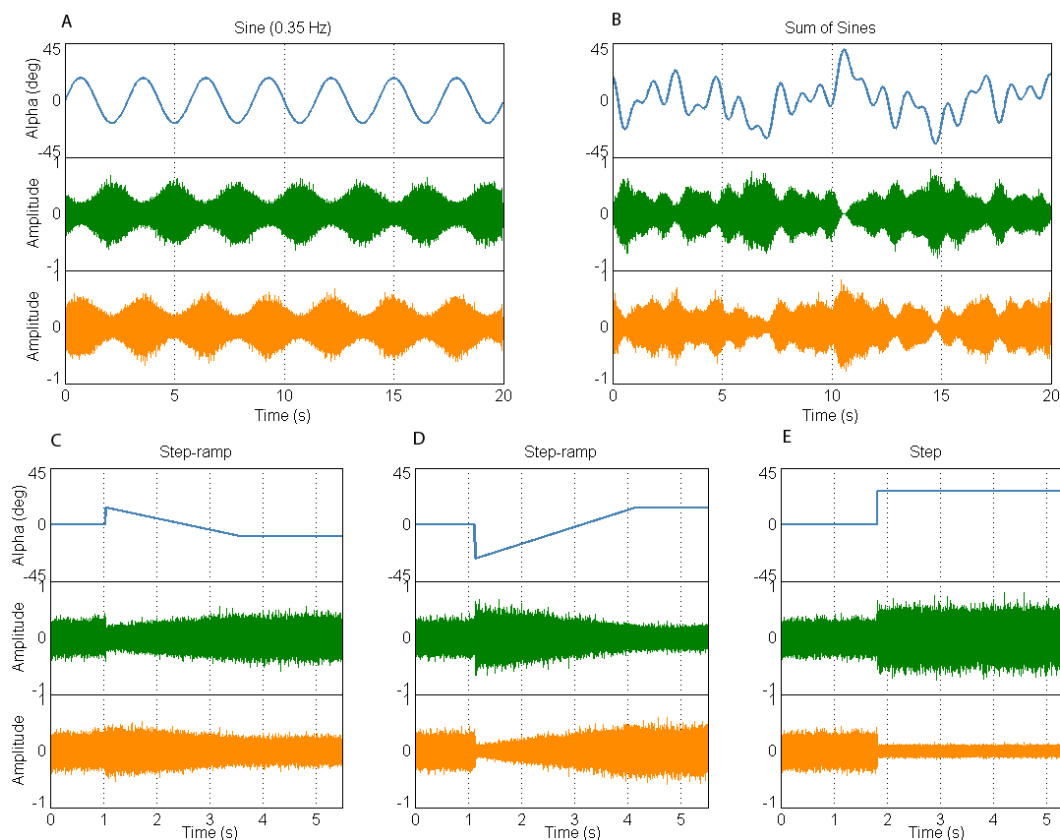 A
Sine (0.35 Hz)
Alpha (deg)
45
0
-45
Amplitude
1
0
-1
Amplitude
1
0
-1
0 5 10 15 20
Time (s)
B
Sum of Sines
45
0
-45
1
0
-1
1
0
-1
0 5 10 15 20
Time (s)
C
Step-ramp
Alpha (deg)
45
0
-45
Amplitude
1
0
-1
Amplitude
1
0
-1
0 1 2 3 4 5
Time (s)
D
Step-ramp
45
0
-45
1
0
-1
1
0
-1
0 1 2 3 4 5
Time (s)
E
Step
45
0
-45
1
0
-1
1
0
-1
0 1 2 3 4 5
Time (s)